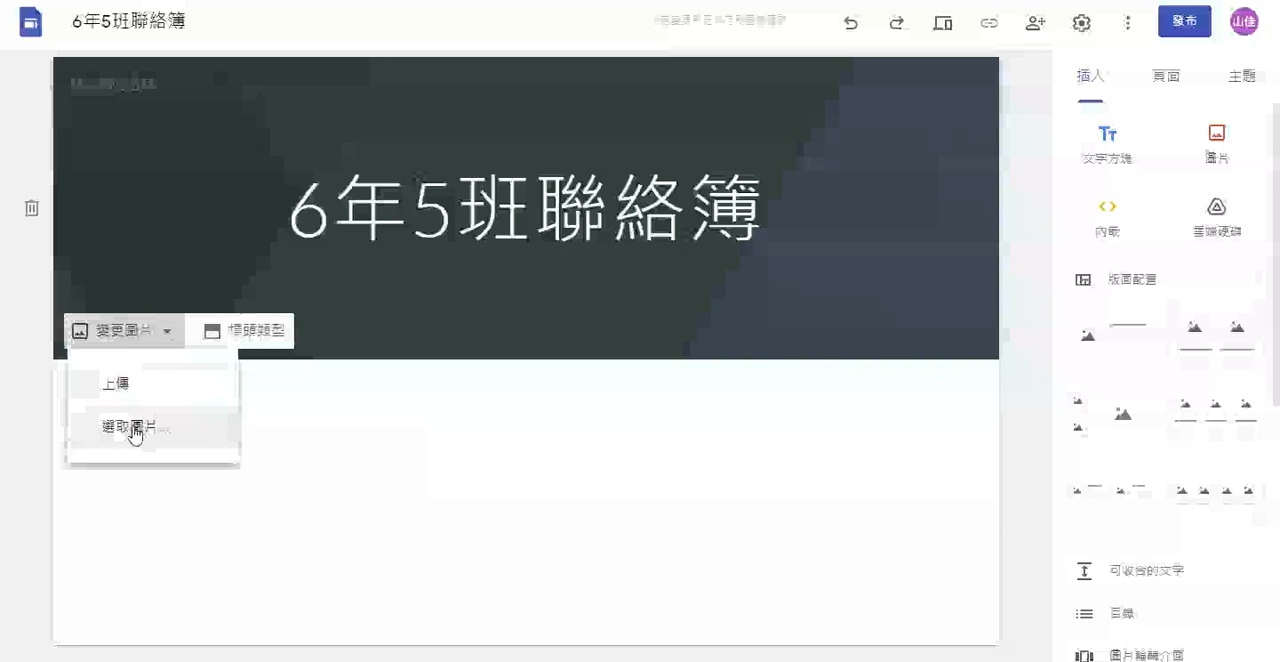 6年5班聯絡簿
發布
山佳
插入
頁面
主題
6年5班聯絡簿
文字方塊
圖片
內嵌
雲端硬碟
版面配置
變更圖片
標頭類型
上傳
選取圖片...
可收合的文字
目錄
圖片輪轉介面